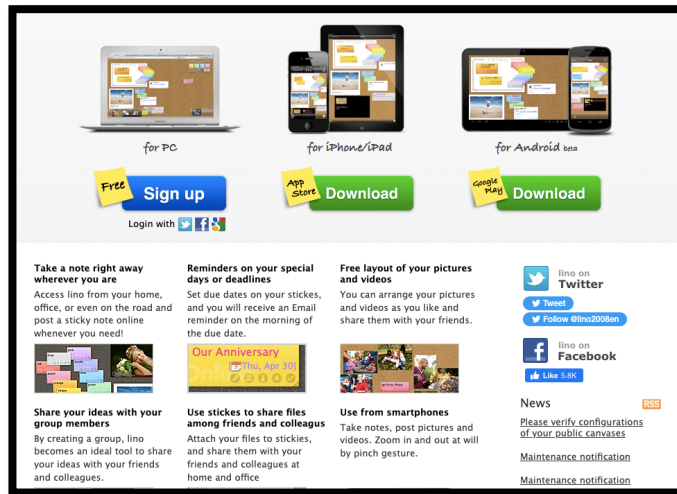 for PC
for iPhone/iPad
for Android beta
Free
Sign up
App
Store
Download
Google
Play
Download
Login with
Take a note right away
wherever you are
Access lino from your home,
office, or even on the road and
post a sticky note online
whenever you need!
Reminders on your special
days or deadlines
Set due dates on your stickes,
and you will receive an Email
reminder on the morning of
the due date.
Our Anniversary
Thu, Apr 30]
Free layout of your pictures
and videos
You can arrange your pictures
and videos as you like and
share them with your friends.
Share your ideas with your
group members
By creating a group, lino
becomes an ideal tool to share
your ideas with your friends
and colleagues.
Use stickes to share files
among friends and colleagus
Attach your files to stickies,
and share them with your
friends and colleagues at
home and office
Use from smartphones
Take notes, post pictures and
videos. Zoom in and out at will
by pinch gesture.
lino on
Twitter
Tweet
Follow @lino2008en
lino on
Facebook
Like 5.8K
News
RSS
Please verify configurations
of your public canvases
Maintenance notification
Maintenance notification